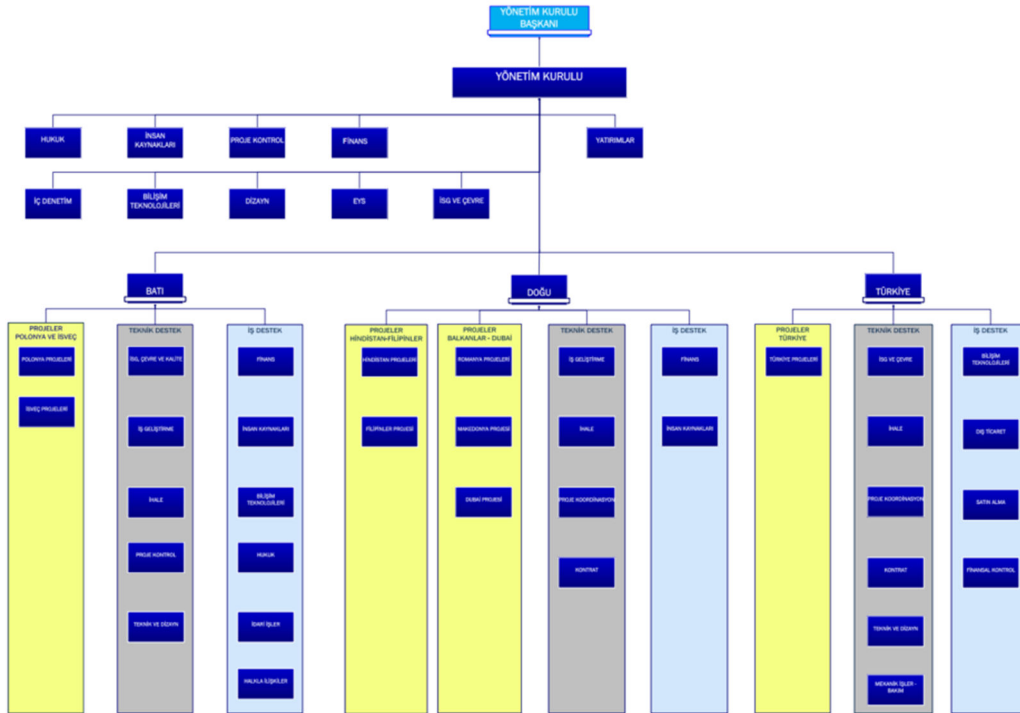 YÖNETİM KURULU
BAŞKANI
YÖNETİM KURULU
HUKUK
İNSAN
KAYNAKLARI
PROJE KONTROL
FİNANS
YATIRIMLAR
İÇ DENETİM
BİLİŞİM
TEKNOLOJİLERİ
DİZAYN
EYS
İSG VE ÇEVRE
BATI
DOĞU
TÜRKİYE
PROJELER
POLONYA VE İSVEÇ
POLONYA PROJELERİ
İSVEÇ PROJELERİ
TEKNİK DESTEK
İSG, ÇEVRE VE KALİTE
İŞ GELİŞTİRME
İHALE
PROJE KONTROL
TEKNİK VE DİZAYN
İŞ DESTEK
FİNANS
İNSAN KAYNAKLARI
BİLİŞİM
TEKNOLOJİLERİ
HUKUK
İDARİ İŞLER
HALKLA İLİŞKİLER
PROJELER
HİNDİSTAN-FİLİPİNLER
HİNDİSTAN PROJELERİ
FİLİPİNLER PROJESİ
PROJELER
BALKANLAR - DUBAİ
ROMANYA PROJELERİ
MAKEDONYA PROJESİ
DUBAİ PROJESİ
TEKNİK DESTEK
İŞ GELİŞTİRME
İHALE
PROJE KOORDİNASYON
KONTRAT
İŞ DESTEK
FİNANS
İNSAN KAYNAKLARI
PROJELER
TÜRKİYE
TÜRKİYE PROJELERİ
TEKNİK DESTEK
İSG VE ÇEVRE
İHALE
PROJE KOORDİNASYON
KONTRAT
TEKNİK VE DİZAYN
MEKANİK İŞLER -
BAKIM
İŞ DESTEK
BİLİŞİM
TEKNOLOJİLERİ
DIŞ TİCARET
SATIN ALMA
FİNANSAL KONTROL